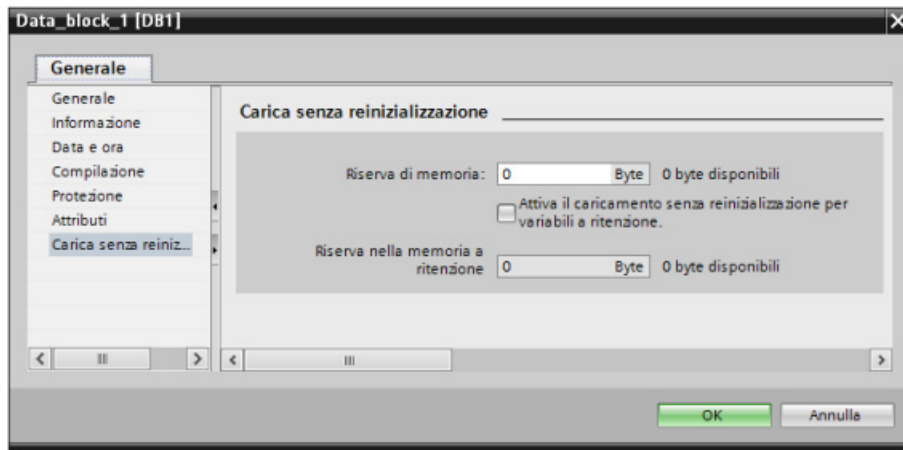 Data_block_1 [DB1]
Generale
Generale
Informazione
Data e ora
Compilazione
Protezione
Attributi
Carica senza reiniz...
Carica senza reinizializzazione
Riserva di memoria: 0 Byte 0 byte disponibili
Attiva il caricamento senza reinizializzazione per
variabili a ritenzione.
Riserva nella memoria a
ritenzione 0 Byte 0 byte disponibili
OK Annulla